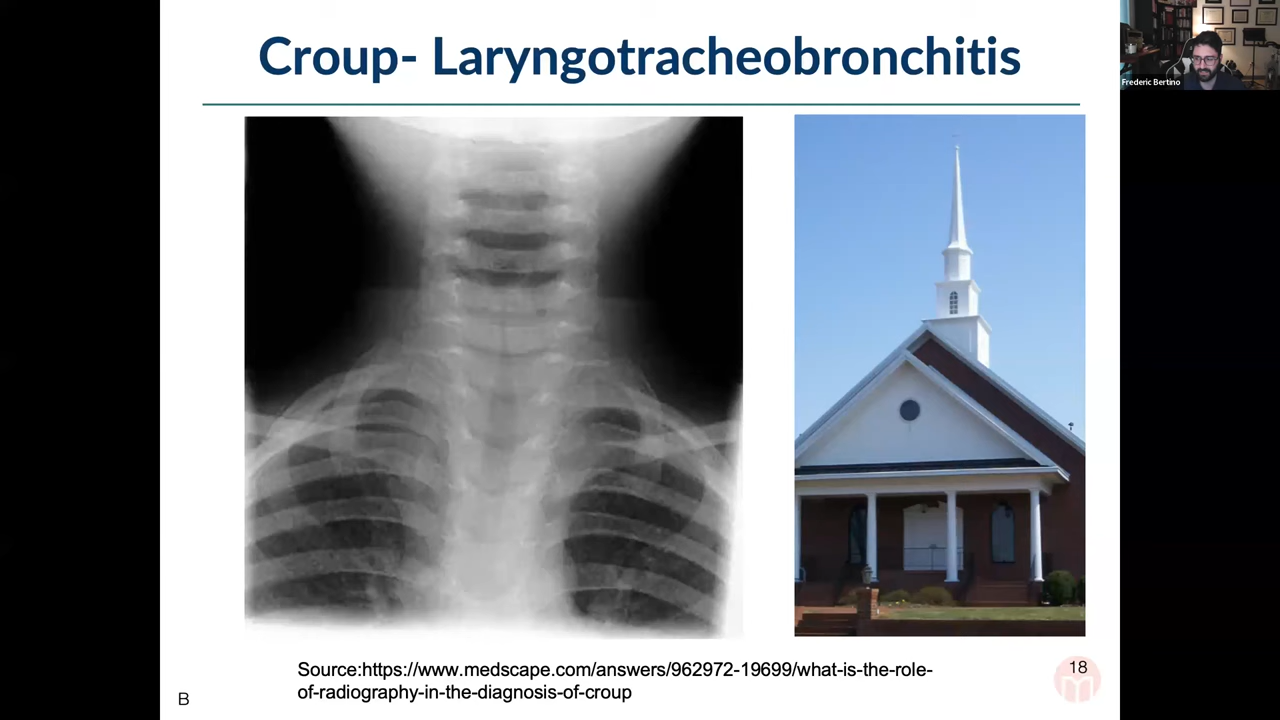 Croup- Laryngotracheobronchitis
Frederic Bertino
Source:https://www.medscape.com/answers/962972-19699/what-is-the-role-
of-radiography-in-the-diagnosis-of-croup
18
B